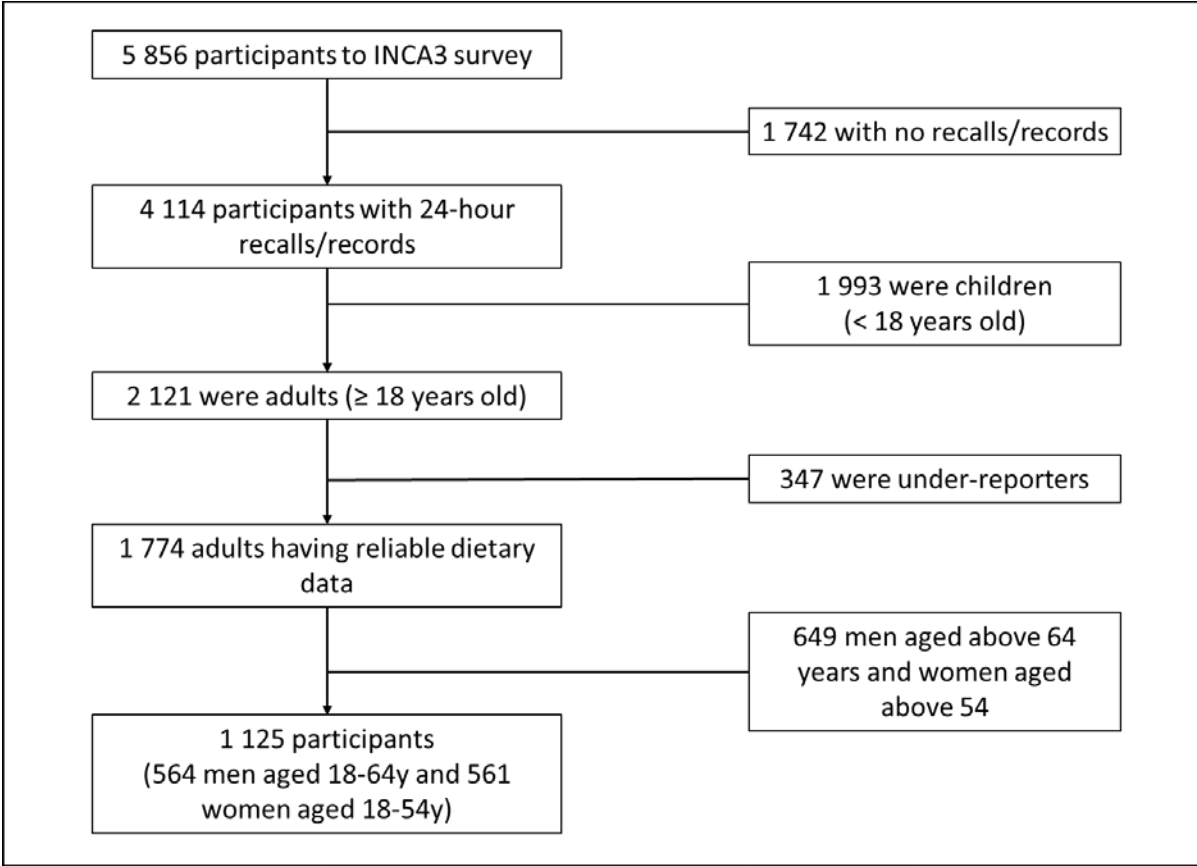 5 856 participants to INCA3 survey
1 742 with no recalls/records
4 114 participants with 24-hour
recalls/records
1 993 were children
(< 18 years old)
2 121 were adults (≥ 18 years old)
347 were under-reporters
1 774 adults having reliable dietary
data
649 men aged above 64
years and women aged
above 54
1 125 participants
(564 men aged 18-64y and 561
women aged 18-54y)